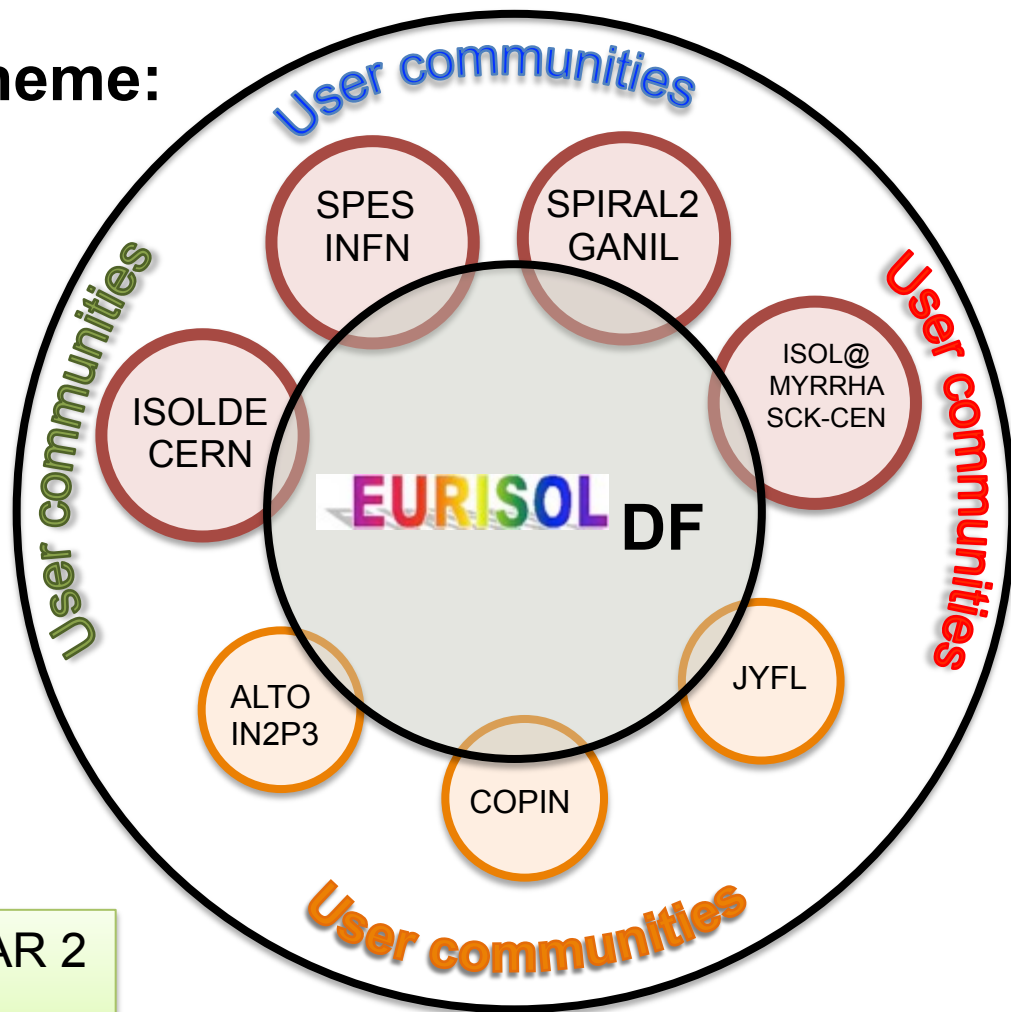 heme:
User communities
SPES
INFN
SPIRAL2
GANIL
User communities
User communities
ISOL@
MYRRHA
SCK-CEN
ISOLDE
CERN
EURISOL DF
ALTO
IN2P3
JYFL
COPIN
User communities
AR 2